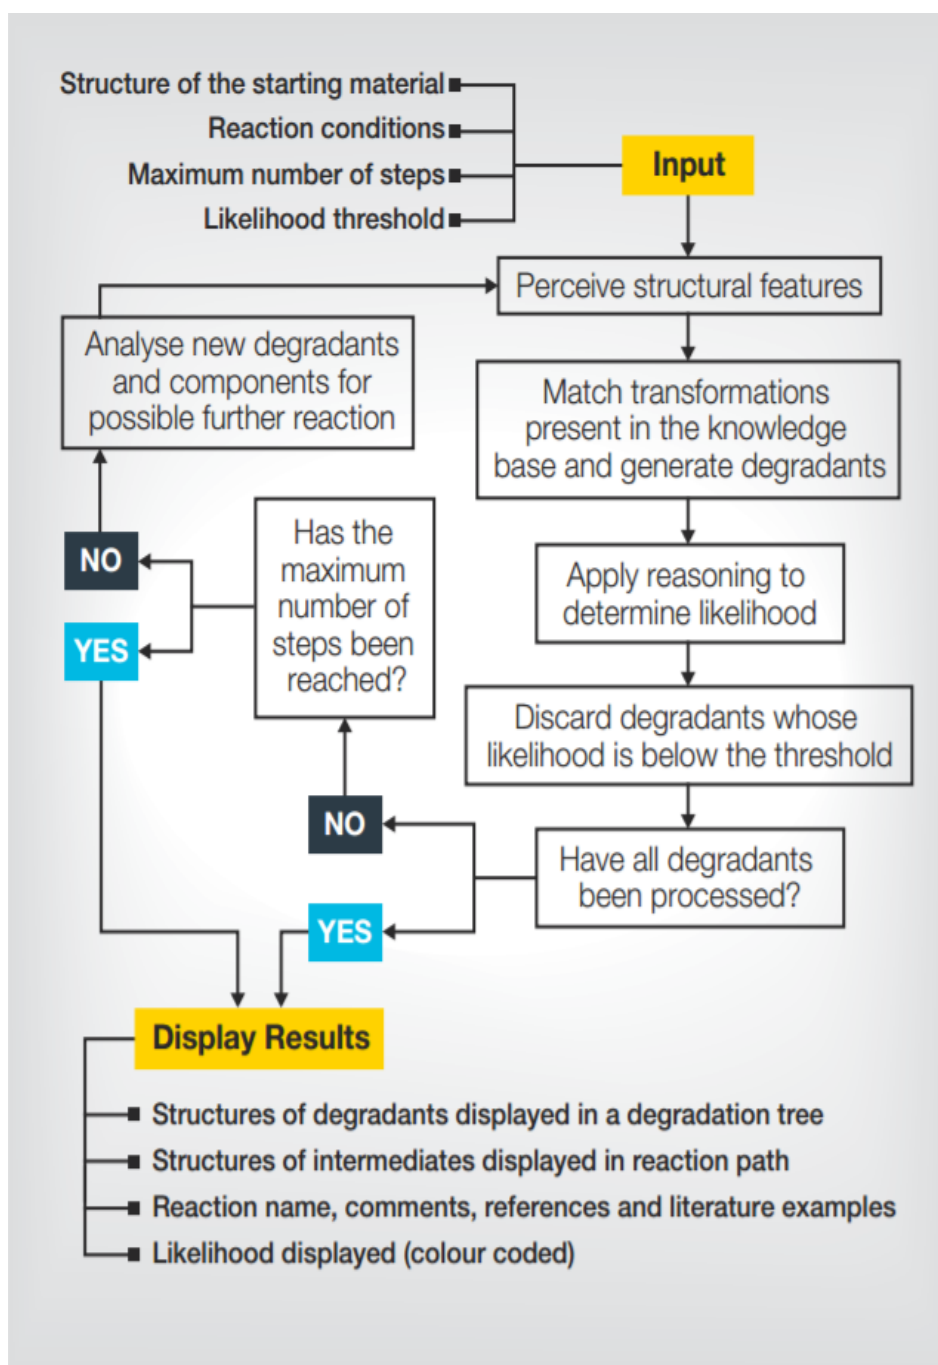 Structure of the starting material
Reaction conditions
Maximum number of steps
Likelihood threshold
Input
Perceive structural features
Analyse new degradants
and components for
possible further reaction
Match transformations
present in the knowledge
base and generate degradants
Has the
maximum
number of
steps been
reached?
NO
YES
Apply reasoning to
determine likelihood
Discard degradants whose
likelihood is below the threshold
NO
YES
Have all degradants
been processed?
Display Results
Structures of degradants displayed in a degradation tree
Structures of intermediates displayed in reaction path
Reaction name, comments, references and literature examples
Likelihood displayed (colour coded)